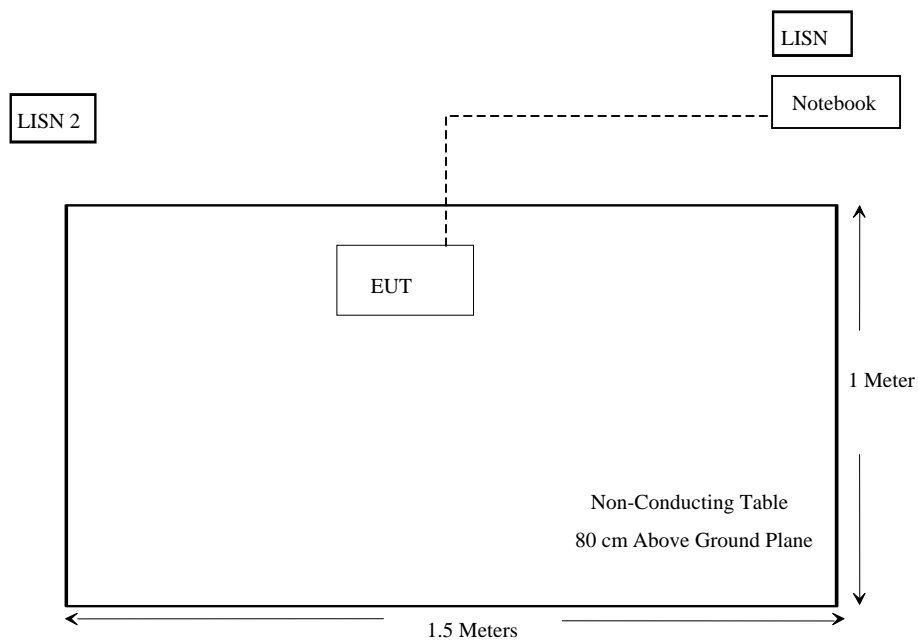 LISN
Notebook
LISN 2
EUT
1 Meter
Non-Conducting Table
80 cm Above Ground Plane
1.5 Meters